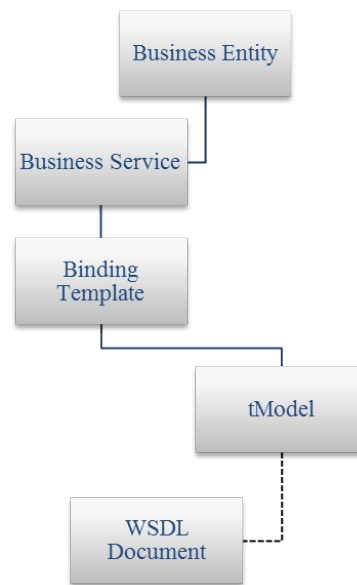 Business Entity
Business Service
Binding
Template
tModel
WSDL
Document